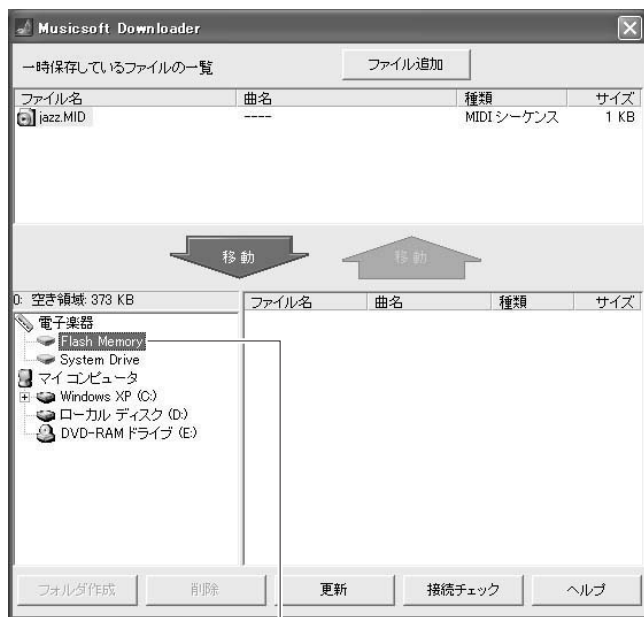 Musicsoft Downloader
一時保存しているファイルの一覧 ファイル追加
ファイル名 曲名 種類 サイズ
jazz.MID ---- MIDI シーケンス 1 KB
移動 移動
0: 空き領域: 373 KB
ファイル名 曲名 種類 サイズ
電子楽器
Flash Memory
System Drive
マイ コンピュータ
Windows XP (C:)
ローカル ディスク (D:)
DVD-RAM ドライブ (E:)
フォルダ作成 削除 更新 接続チェック ヘルプ